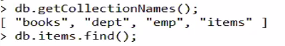 > db.getCollectionNames();
[ "books", "dept", "emp", "items" ]
> db.items.find();